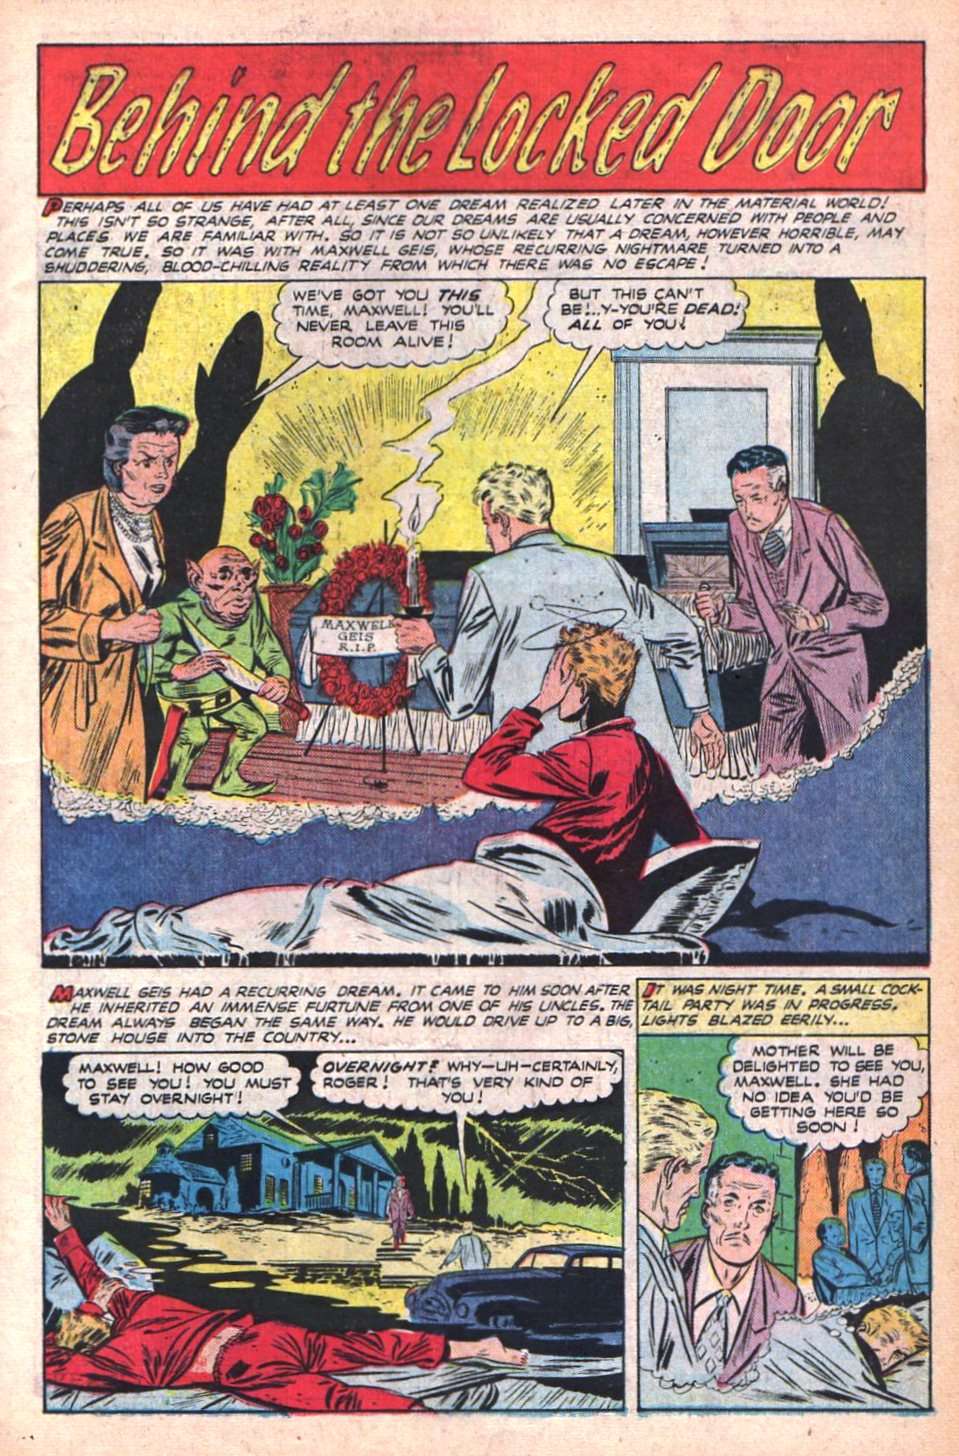 Behind the Locked Door
PERHAPS ALL OF US HAVE HAD AT LEAST ONE DREAM REALIZED LATER IN THE MATERIAL WORLD!
THIS ISN'T SO STRANGE, AFTER ALL, SINCE OUR DREAMS ARE USUALLY CONCERNED WITH PEOPLE AND
PLACES WE ARE FAMILIAR WITH. SO IT IS NOT SO UNLIKELY THAT A DREAM, HOWEVER HORRIBLE, MAY
COME TRUE. SO IT WAS WITH MAXWELL GEIS, WHOSE RECURRING NIGHTMARE TURNED INTO A
SHUDDERING, BLOOD-CHILLING REALITY FROM WHICH THERE WAS NO ESCAPE!
WE'VE GOT YOU THIS
TIME, MAXWELL! YOU'LL
NEVER LEAVE THIS
ROOM ALIVE!
BUT THIS CAN'T
BE!..Y-YOU'RE DEAD!
ALL OF YOU!
MAXWELL
GEIS
R.I.P.
MAXWELL GEIS HAD A RECURRING DREAM. IT CAME TO HIM SOON AFTER
HE INHERITED AN IMMENSE FURTUNE FROM ONE OF HIS UNCLES. THE
DREAM ALWAYS BEGAN THE SAME WAY. HE WOULD DRIVE UP TO A BIG,
STONE HOUSE INTO THE COUNTRY...
MAXWELL! HOW GOOD
TO SEE YOU! YOU MUST
STAY OVERNIGHT!
OVERNIGHT? WHY-UH-CERTAINLY,
ROGER! THAT'S VERY KIND OF
YOU!
IT WAS NIGHT TIME. A SMALL COCK-
TAIL PARTY WAS IN PROGRESS.
LIGHTS BLAZED EERILY...
MOTHER WILL BE
DELIGHTED TO SEE YOU,
MAXWELL. SHE HAD
NO IDEA YOU'D BE
GETTING HERE SO
SOON!